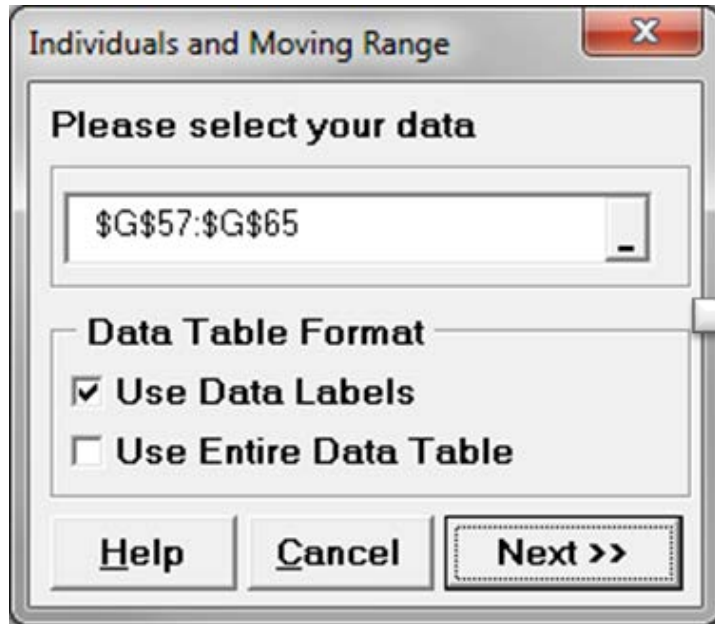 Individuals and Moving Range
Please select your data
$G$57:$G$65
Data Table Format
Use Data Labels
Use Entire Data Table
Help Cancel Next >>